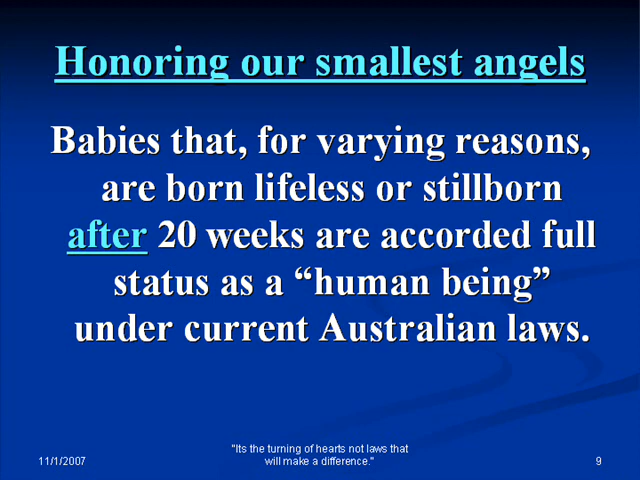 Honoring our smallest angels
Babies that, for varying reasons,
are born lifeless or stillborn
after 20 weeks are accorded full
status as a “human being”
under current Australian laws.
11/1/2007
"Its the turning of hearts not laws that
will make a difference."
9